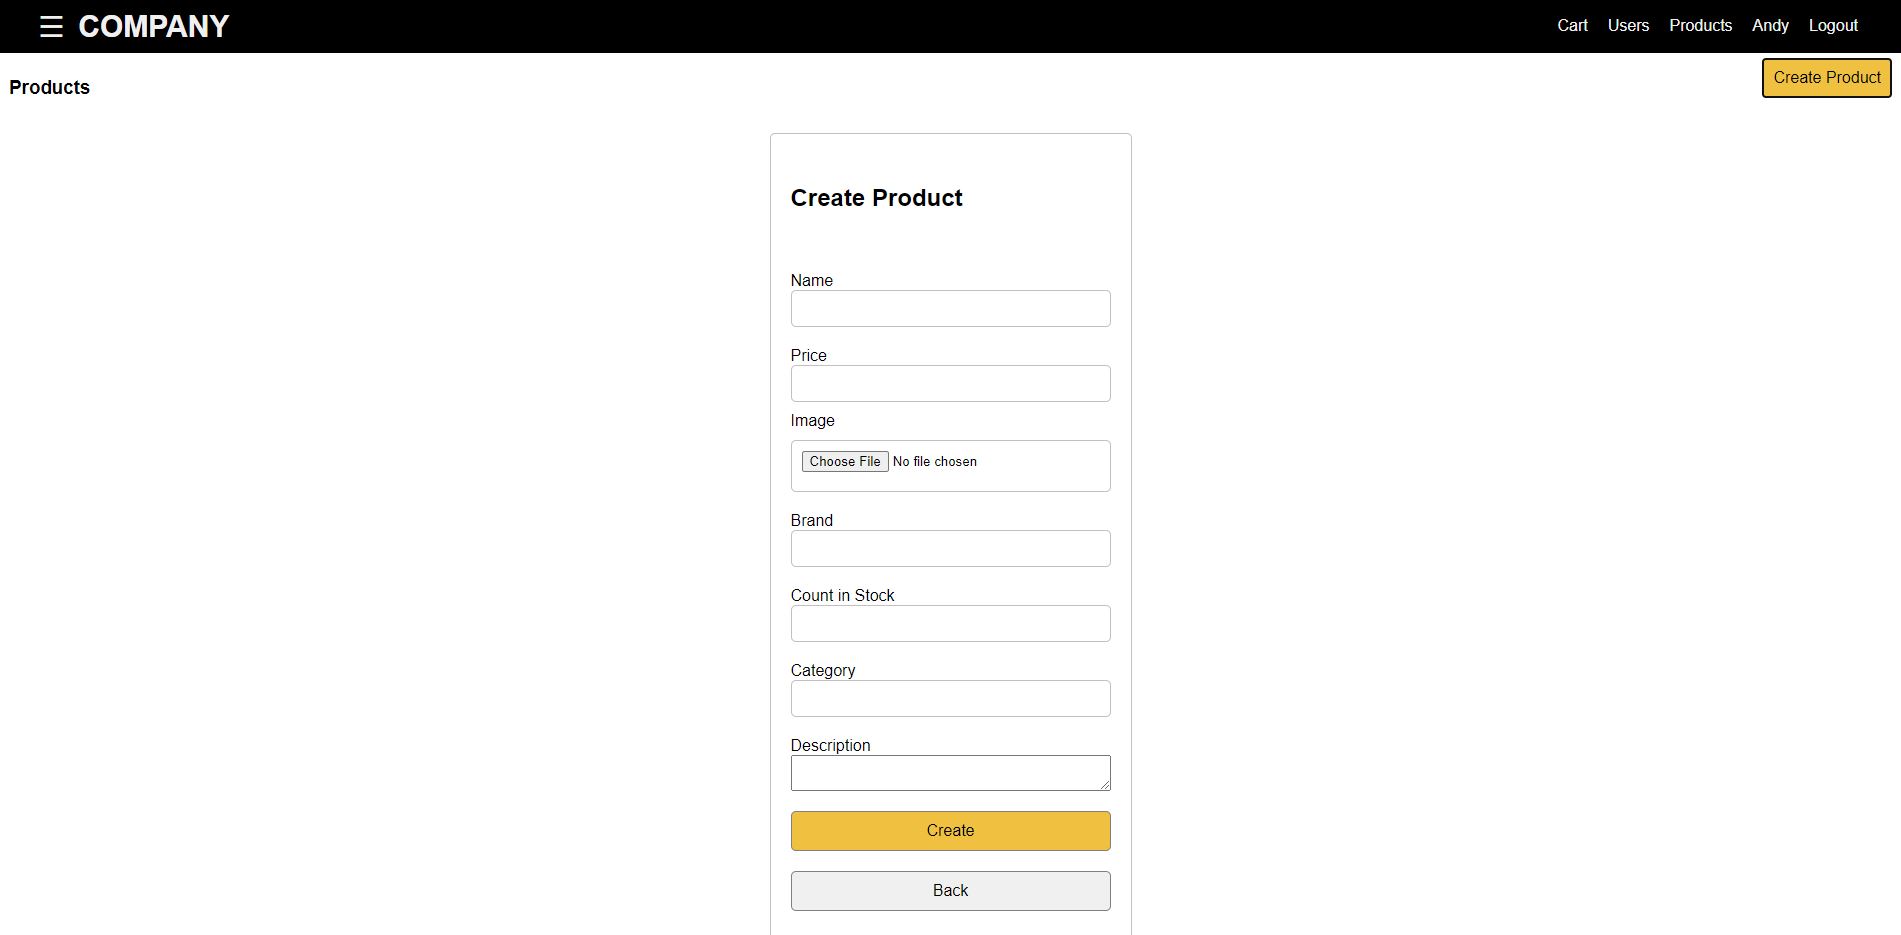 ☰ COMPANY
Cart Users Products Andy Logout
Products
Create Product
Create Product
Name
Price
Image
Choose File No file chosen
Brand
Count in Stock
Category
Description
Create
Back